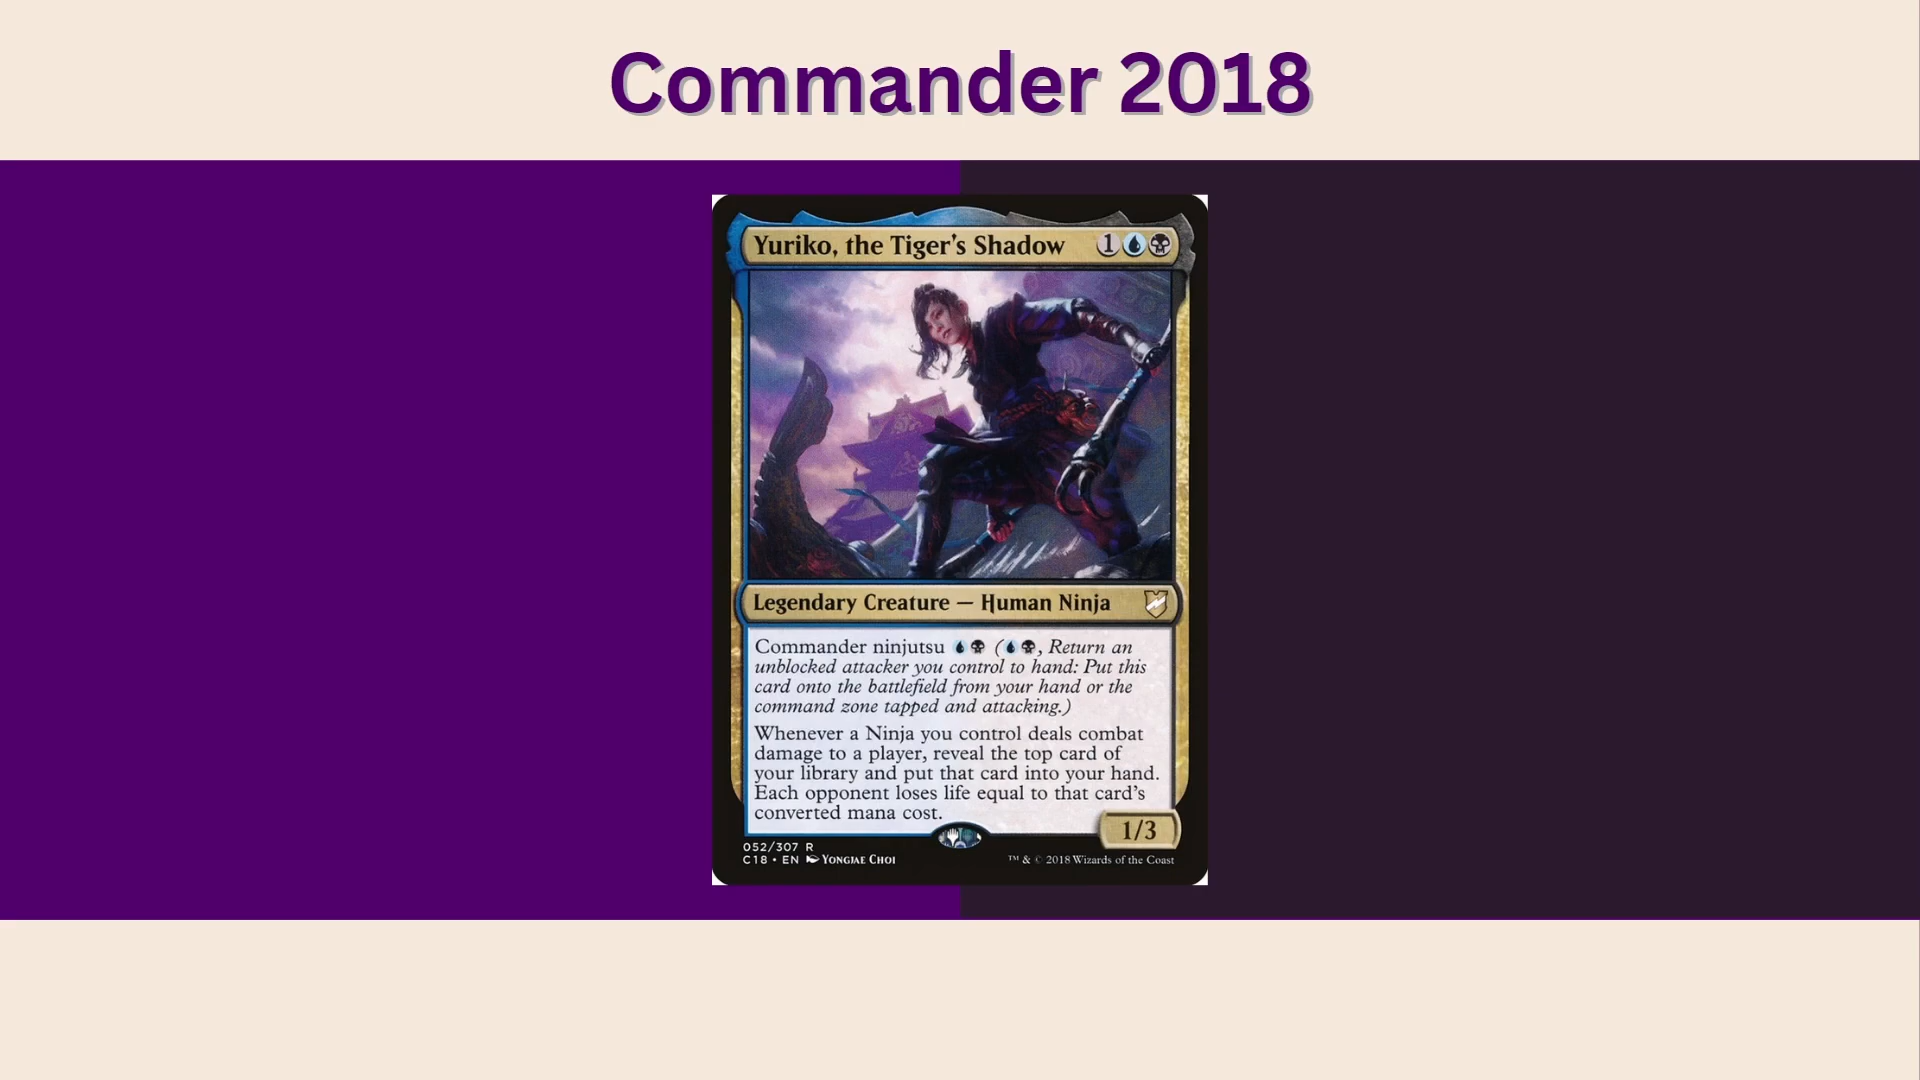 Commander 2018
Yuriko, the Tiger's Shadow 1
Legendary Creature — Human Ninja
Commander ninjutsu ( , Return an
unblocked attacker you control to hand: Put this
card onto the battlefield from your hand or the
command zone tapped and attacking.)
Whenever a Ninja you control deals combat
damage to a player, reveal the top card of
your library and put that card into your hand.
Each opponent loses life equal to that card's
converted mana cost.
1/3
052/307 R
C18 • EN Yongjae Choi
™ & © 2018 Wizards of the Coast